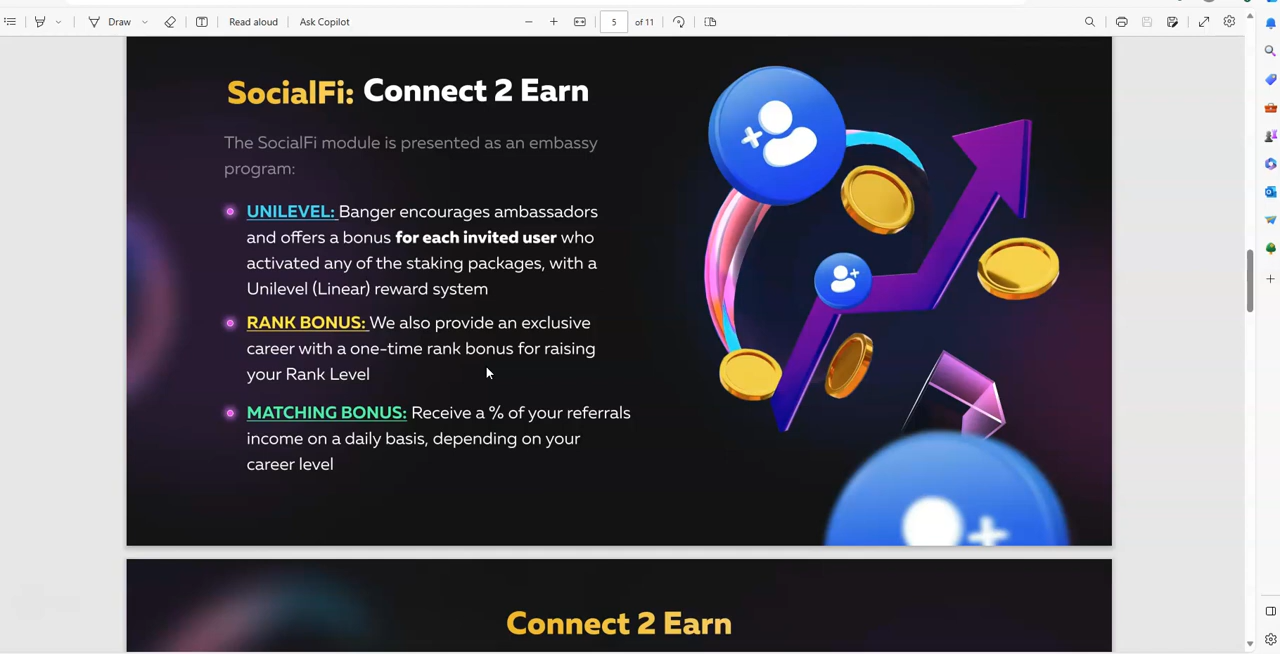 Draw
Read aloud
Ask Copilot
5 of 11
SocialFi: Connect 2 Earn
The SocialFi module is presented as an embassy
program:
UNILEVEL: Banger encourages ambassadors
and offers a bonus for each invited user who
activated any of the staking packages, with a
Unilevel (Linear) reward system
RANK BONUS: We also provide an exclusive
career with a one-time rank bonus for raising
your Rank Level
MATCHING BONUS: Receive a % of your referrals
income on a daily basis, depending on your
career level
Connect 2 Earn